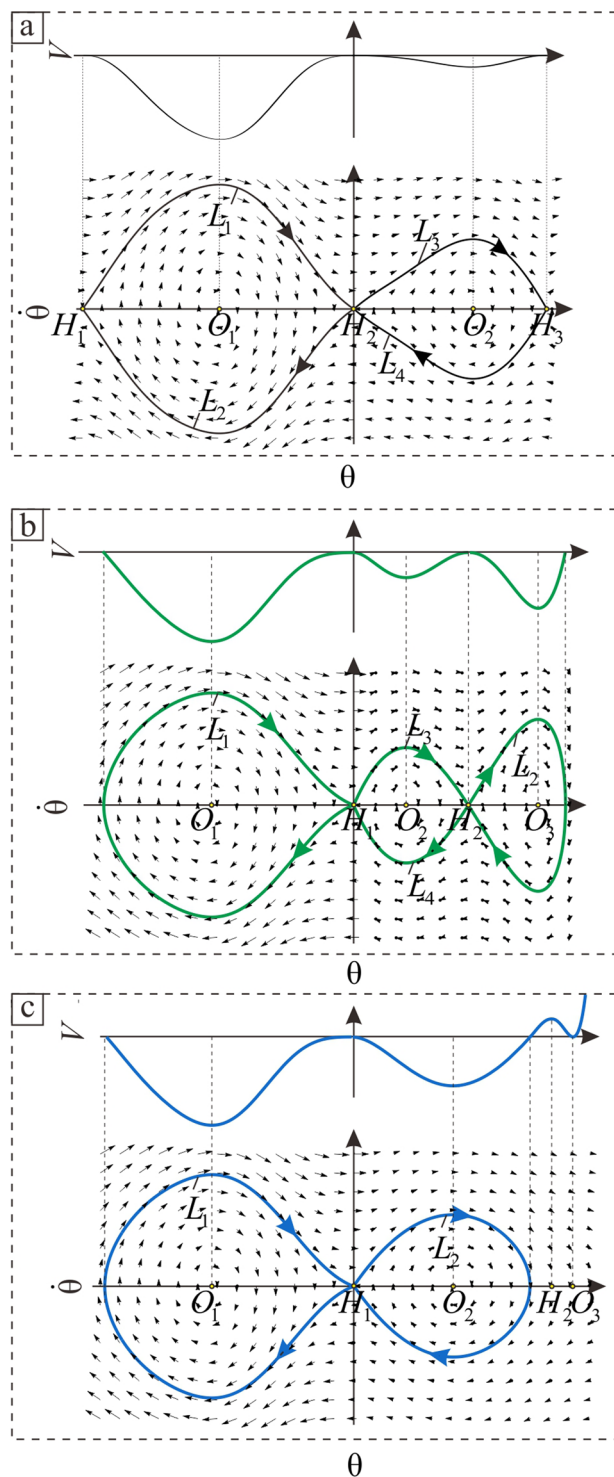 a
V
L1
L3
θ̇
H1 O1 H2 O2 H3
L4
L2
θ
b
V
L1 L3
L2
θ̇
O1 H1 O2 H2 O3
L4
θ
c
V
L1
L2
θ̇
O1 H1 O2 H2 O3
θ